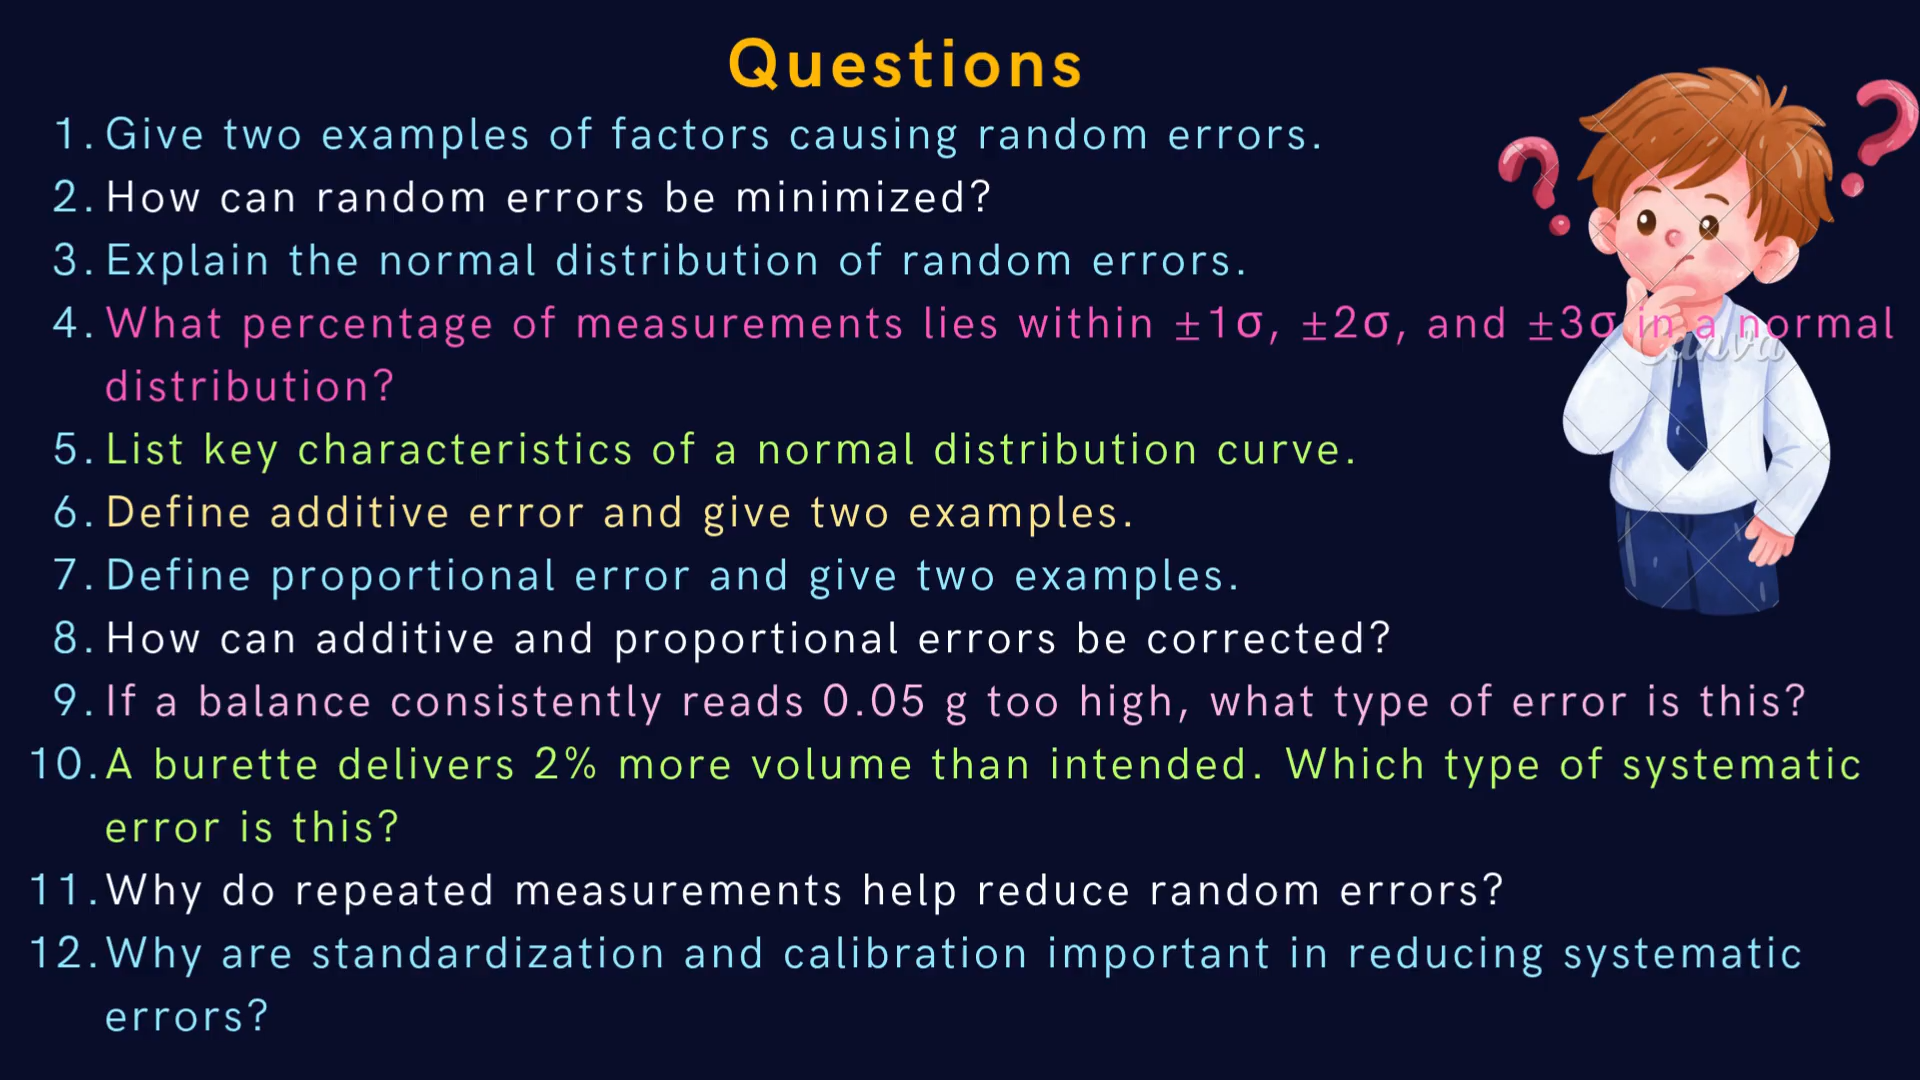 Questions
1. Give two examples of factors causing random errors.
2. How can random errors be minimized?
3. Explain the normal distribution of random errors.
4. What percentage of measurements lies within ±1σ, ±2σ, and ±3σ in a normal
distribution?
5. List key characteristics of a normal distribution curve.
6. Define additive error and give two examples.
7. Define proportional error and give two examples.
8. How can additive and proportional errors be corrected?
9. If a balance consistently reads 0.05 g too high, what type of error is this?
10. A burette delivers 2% more volume than intended. Which type of systematic
error is this?
11. Why do repeated measurements help reduce random errors?
12. Why are standardization and calibration important in reducing systematic
errors?
Canva